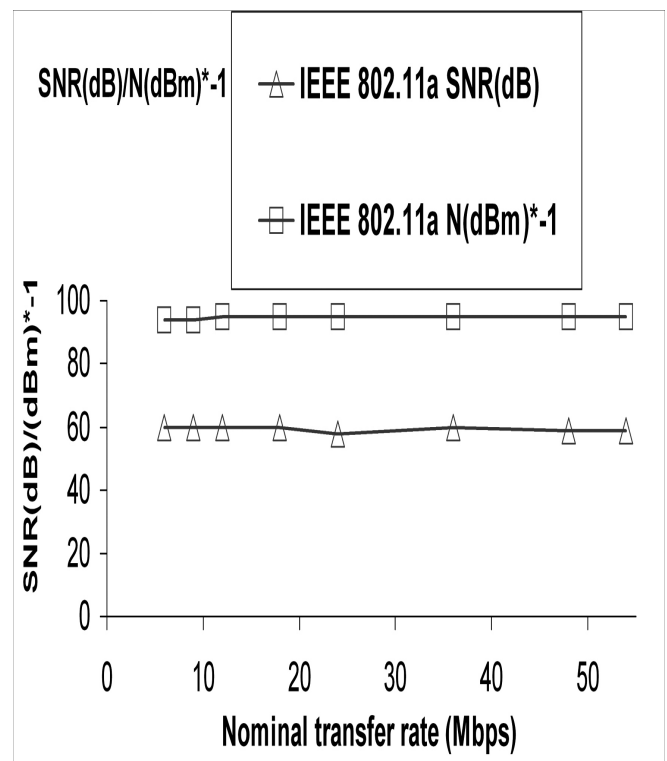 SNR(dB)/N(dBm)*-1
IEEE 802.11a SNR(dB)
IEEE 802.11a N(dBm)*-1
SNR(dB)/(dBm)*-1
100
80
60
40
20
0
0 10 20 30 40 50
Nominal transfer rate (Mbps)